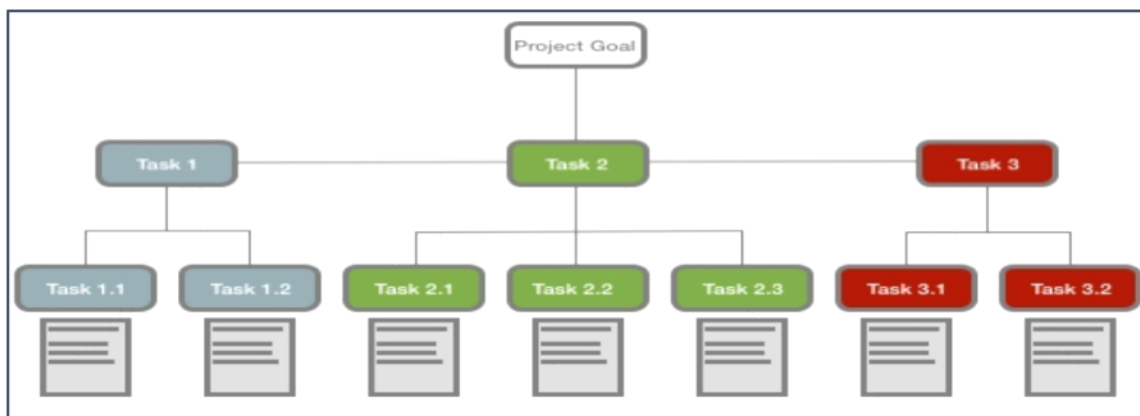 Project Goal
Task 1
Task 2
Task 3
Task 1.1
Task 1.2
Task 2.1
Task 2.2
Task 2.3
Task 3.1
Task 3.2